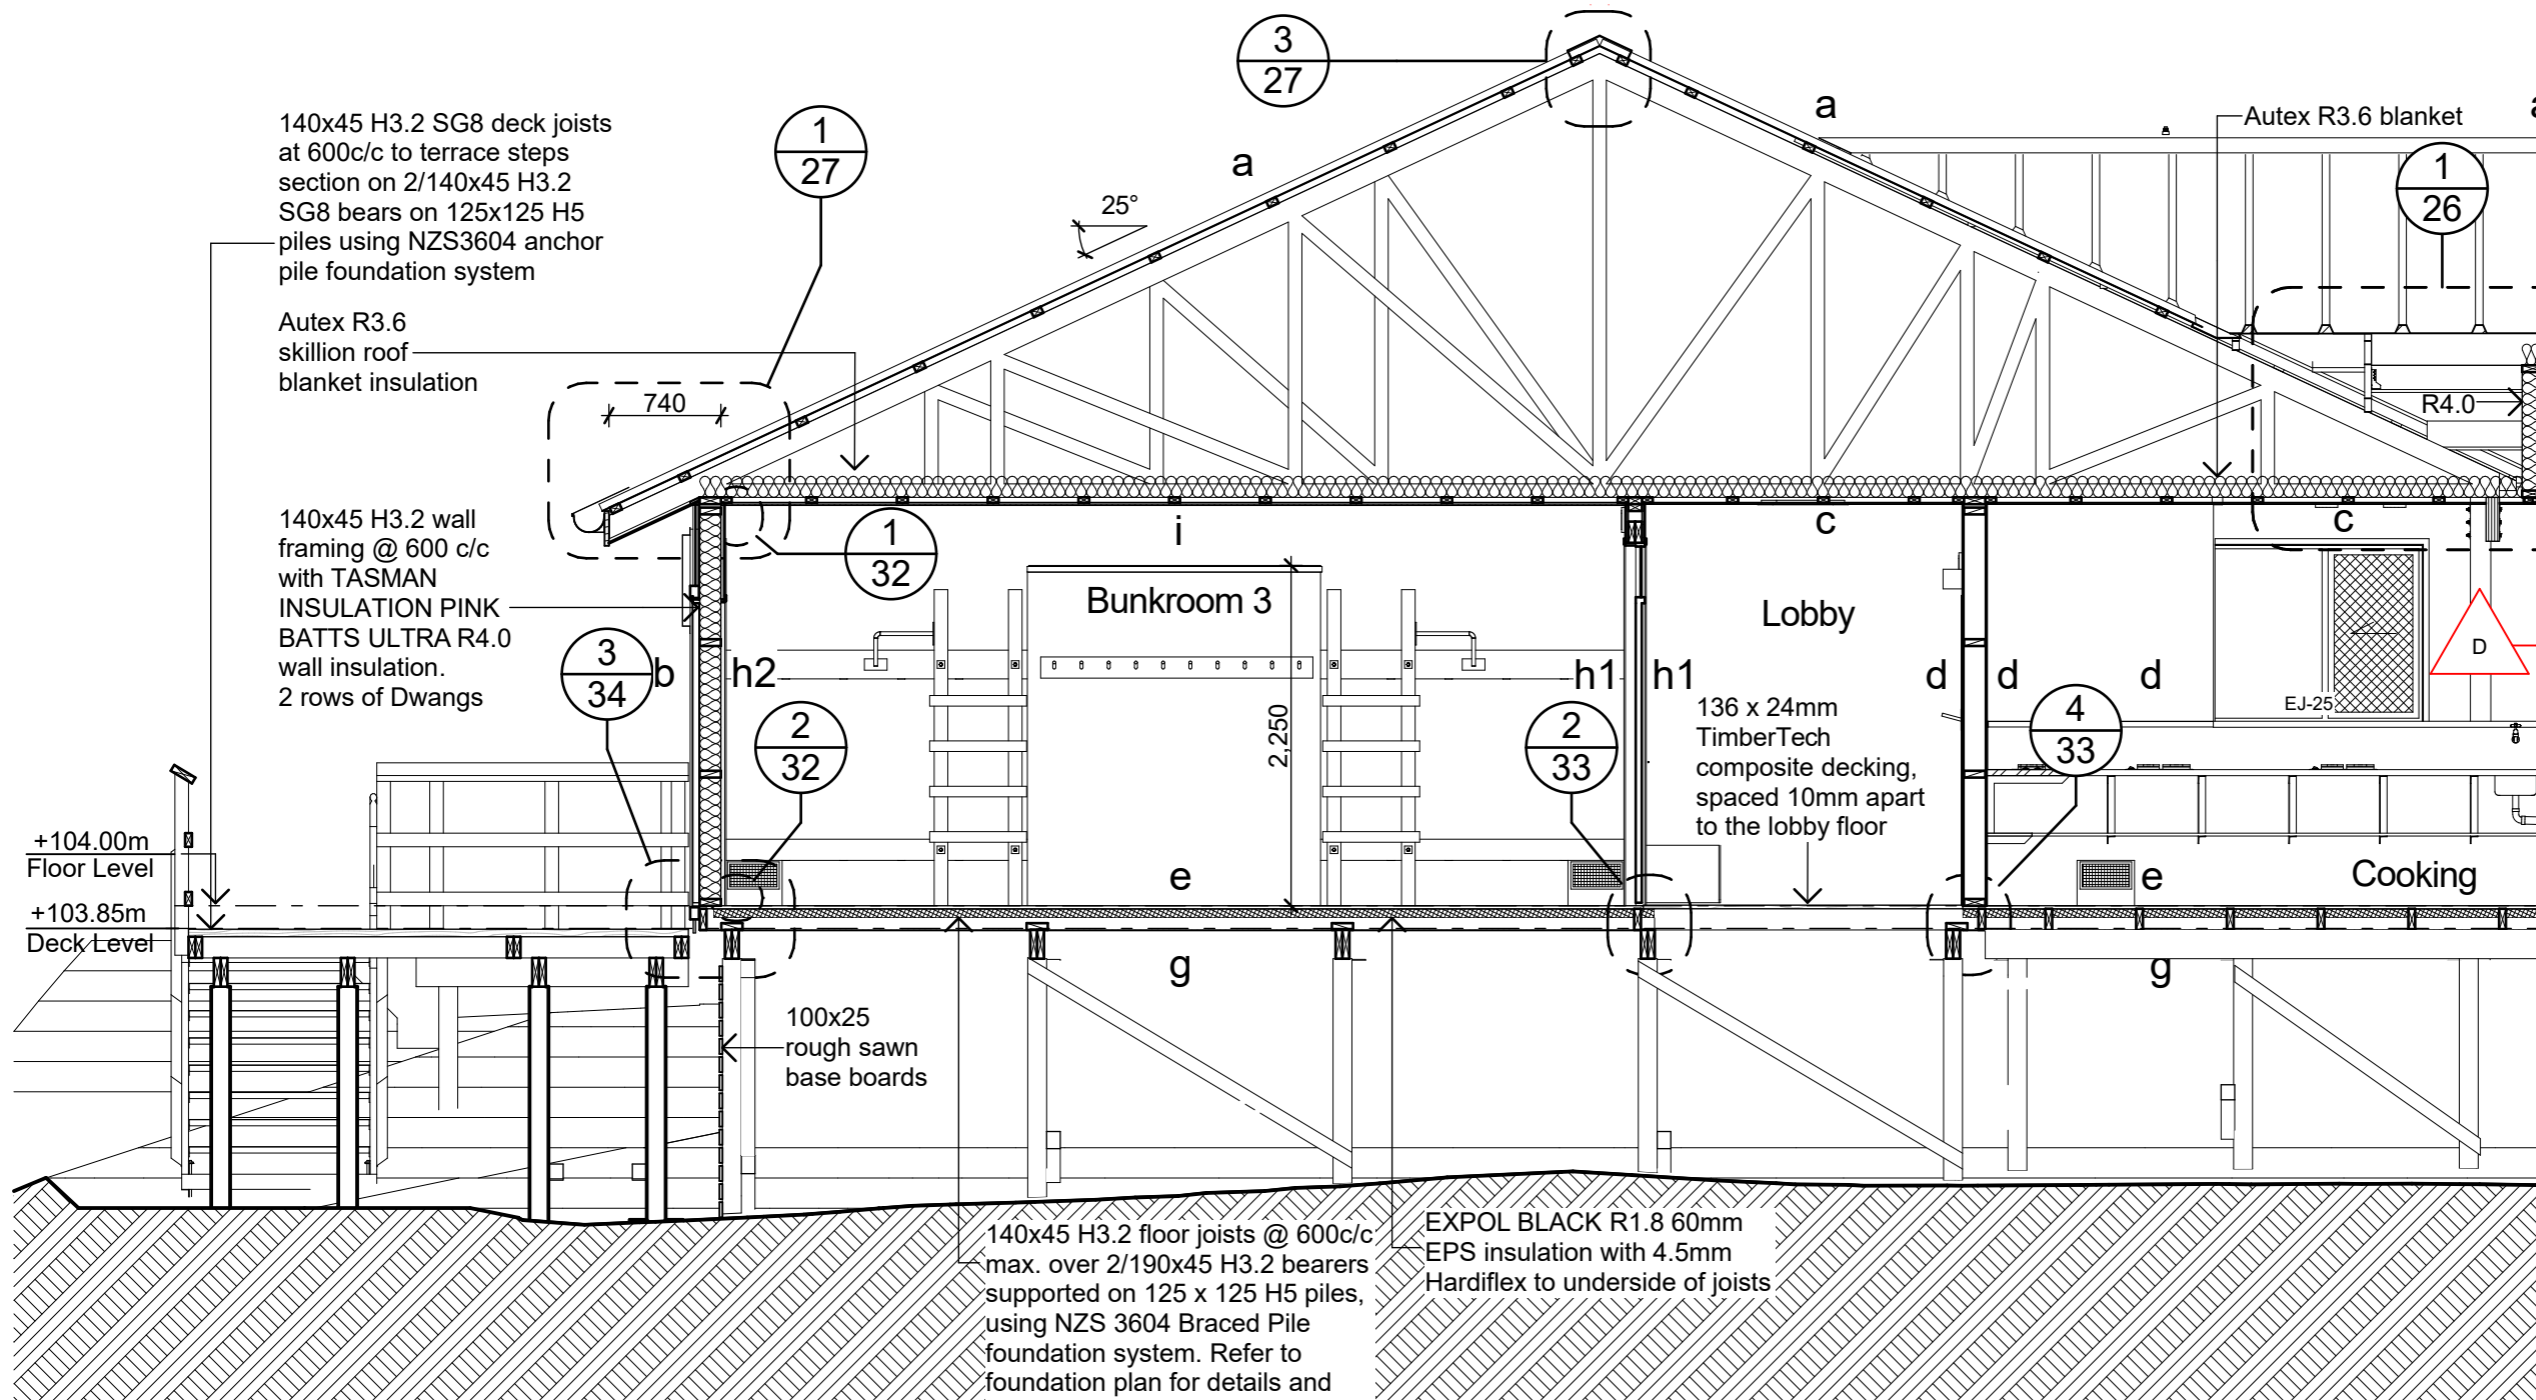 3
27
1
27
140x45 H3.2 SG8 deck joists
at 600c/c to terrace steps
section on 2/140x45 H3.2
SG8 bears on 125x125 H5
piles using NZS3604 anchor
pile foundation system
a
a
Autex R3.6 blanket
1
26
25°
Autex R3.6
skillion roof
blanket insulation
740
R4.0
140x45 H3.2 wall
framing @ 600 c/c
with TASMAN
INSULATION PINK
BATTS ULTRA R4.0
wall insulation.
2 rows of Dwangs
1
32
i
c
c
Bunkroom 3
Lobby
3
34
b
h2
h1
h1
d
d
d
D
EJ-25
2
32
2,250
2
33
136 x 24mm
TimberTech
composite decking,
spaced 10mm apart
to the lobby floor
4
33
+104.00m
Floor Level
e
e
Cooking
+103.85m
Deck Level
g
g
100x25
rough sawn
base boards
140x45 H3.2 floor joists @ 600c/c
max. over 2/190x45 H3.2 bearers
supported on 125 x 125 H5 piles,
using NZS 3604 Braced Pile
foundation system. Refer to
foundation plan for details and
EXPOL BLACK R1.8 60mm
EPS insulation with 4.5mm
Hardiflex to underside of joists